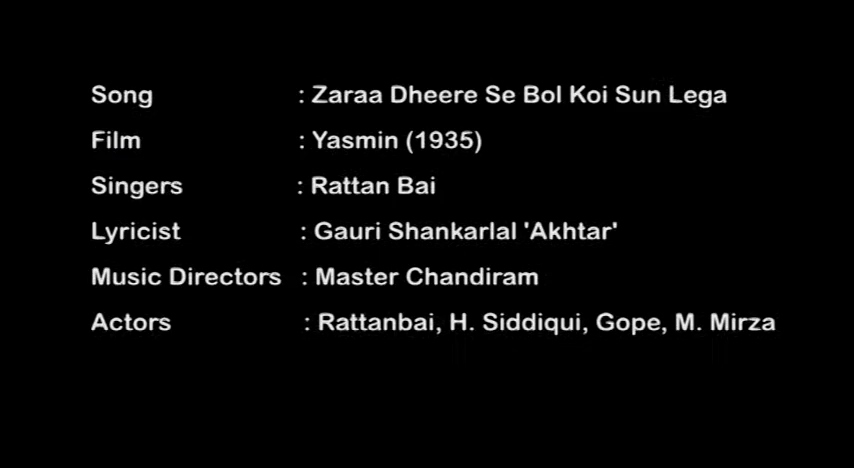 Song : Zaraa Dheere Se Bol Koi Sun Lega
Film : Yasmin (1935)
Singers : Rattan Bai
Lyricist : Gauri Shankarlal 'Akhtar'
Music Directors : Master Chandiram
Actors : Rattanbai, H. Siddiqui, Gope, M. Mirza